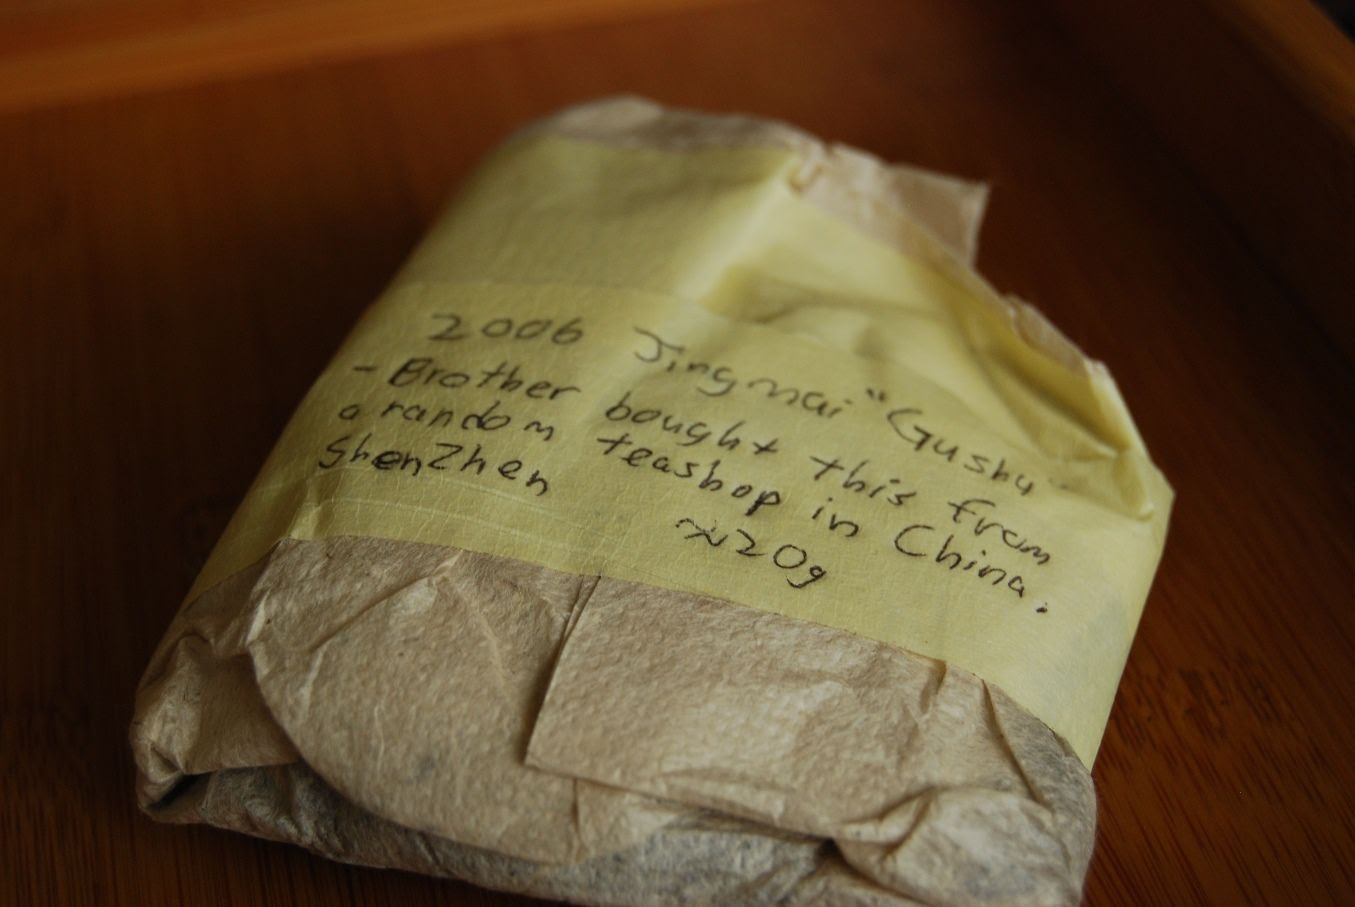 2006 Jingmai "Gushu"
- Brother bought this from
a random teashop in China.
ShenZhen
≈20g